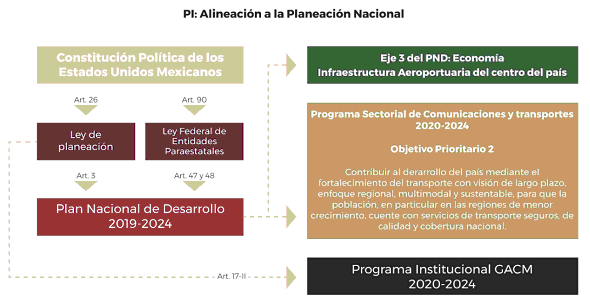 PI: Alineación a la Planeación Nacional
Constitución Política de los
Estados Unidos Mexicanos
Art. 26
Art. 90
Ley de
planeación
Ley Federal de
Entidades
Paraestatales
Art. 3
Art. 47 y 48
Plan Nacional de Desarrollo
2019-2024
Eje 3 del PND: Economía
Infraestructura Aeroportuaria del centro del país
Programa Sectorial de Comunicaciones y transportes
2020-2024
Objetivo Prioritario 2
Contribuir al derarrollo del país mediante el
fortalecimiento del transporte con visión de largo plazo,
enfoque regional, multimodal y sustentable, para que la
población, en particular en las regiones de menor
crecimiento, cuente con servicios de transporte seguros, de
calidad y cobertura nacional.
Art. 17-II
Programa Institucional GACM
2020-2024